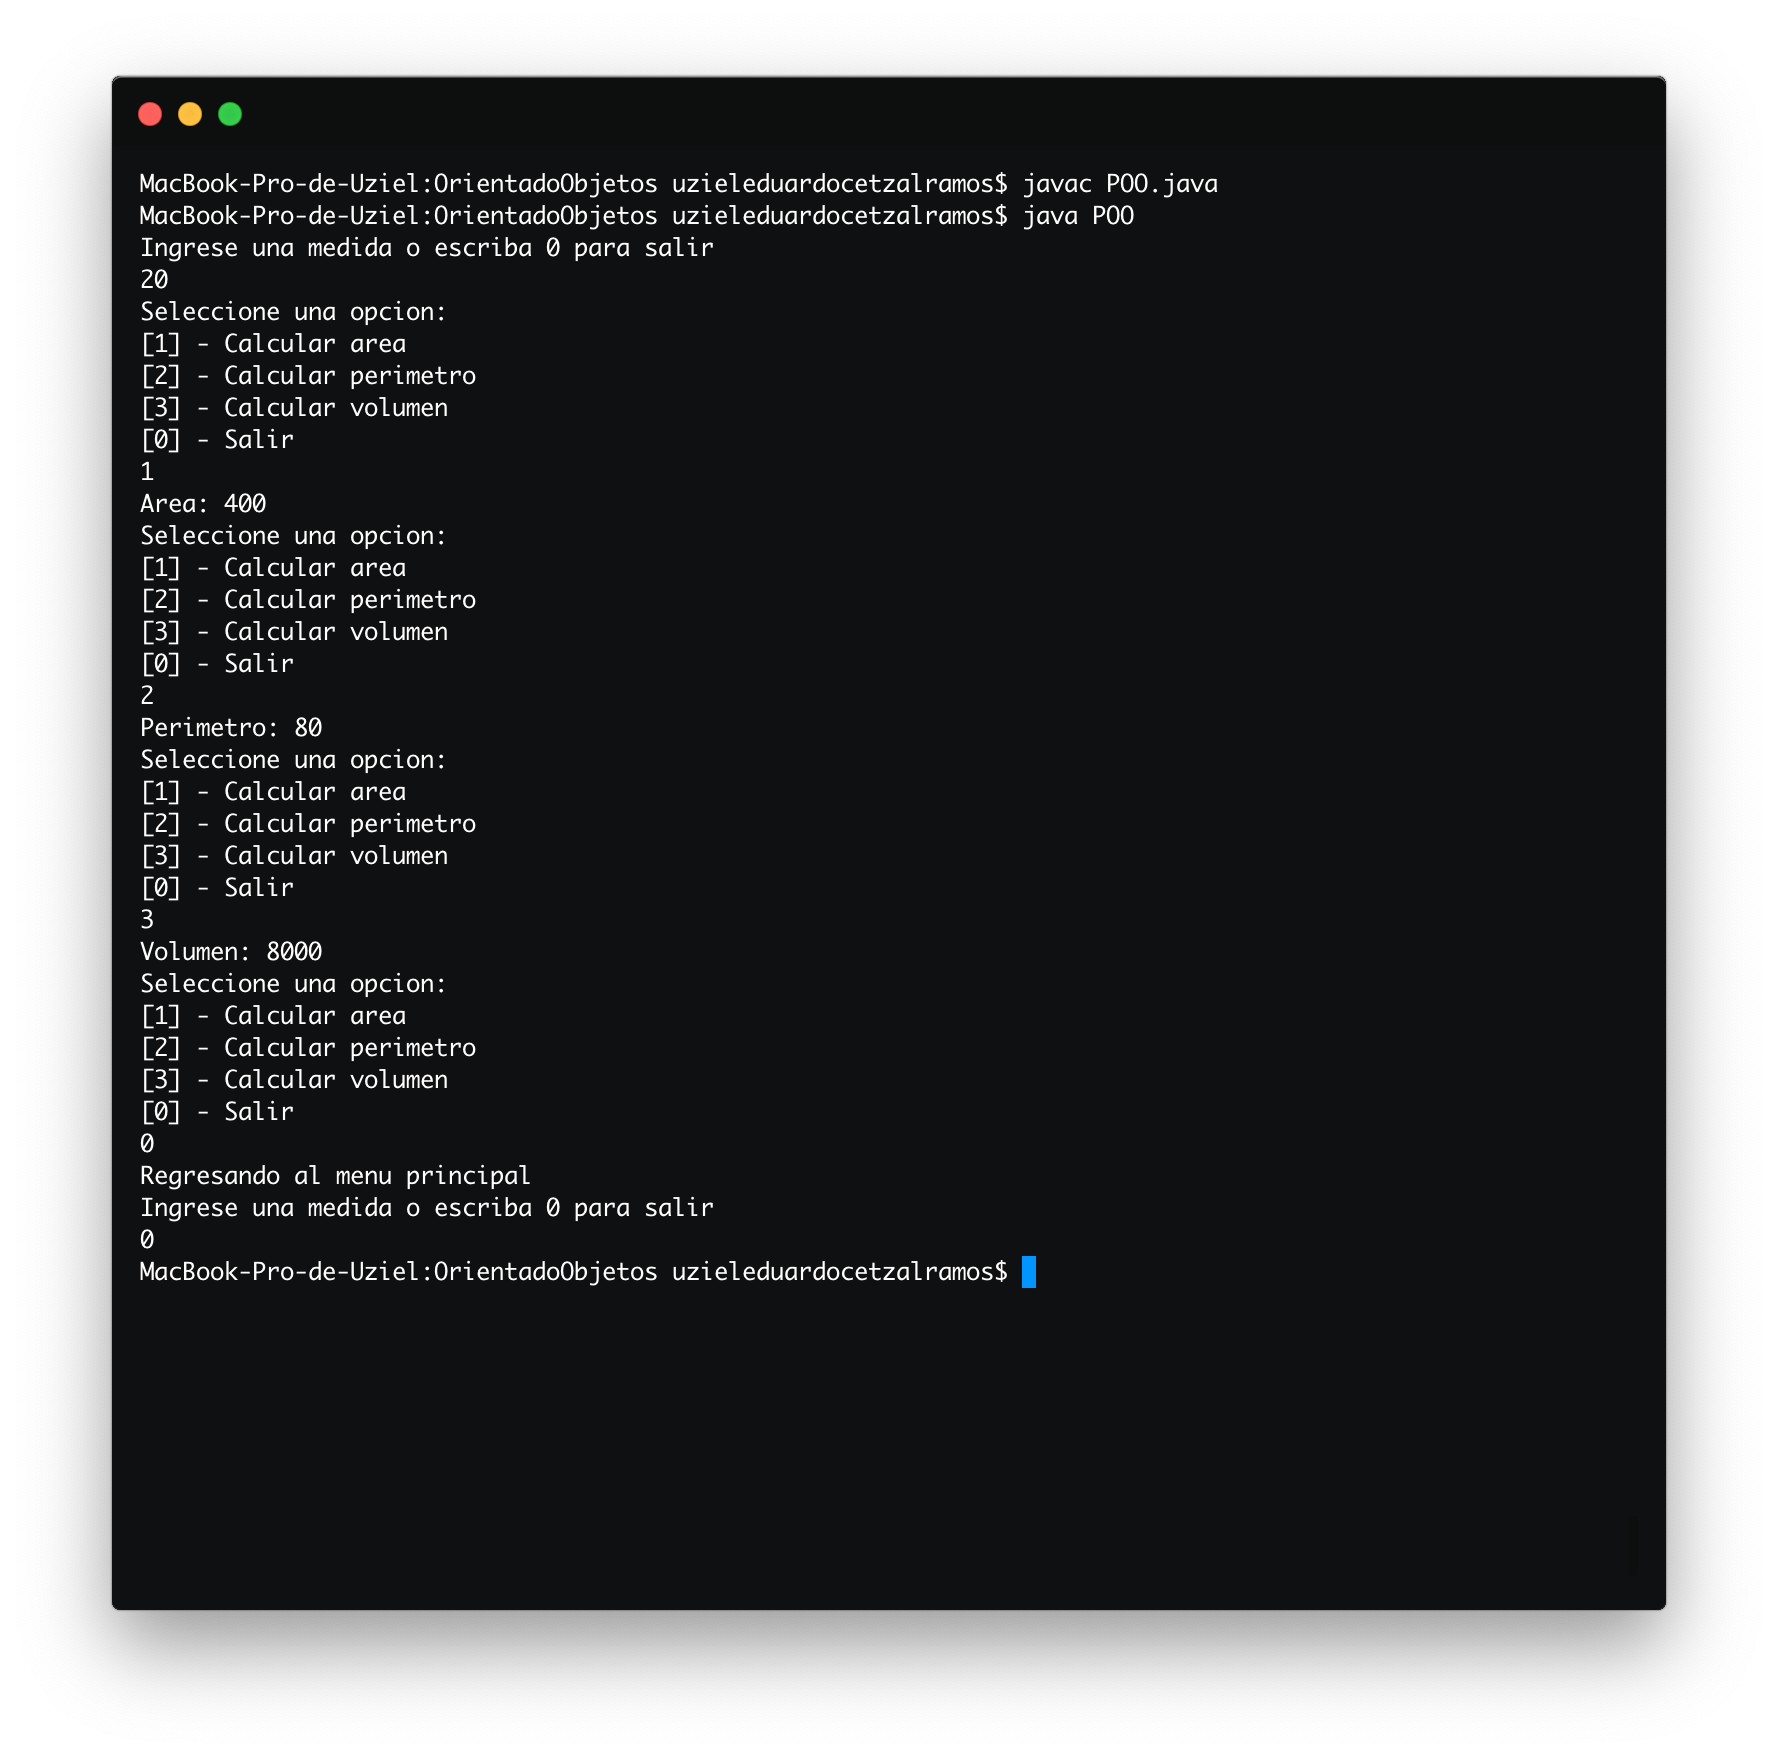 MacBook-Pro-de-Uziel:OrientadoObjetos uzieleduardocetzalramos$ javac POO.java
MacBook-Pro-de-Uziel:OrientadoObjetos uzieleduardocetzalramos$ java POO
Ingrese una medida o escriba 0 para salir
20
Seleccione una opcion:
[1] - Calcular area
[2] - Calcular perimetro
[3] - Calcular volumen
[0] - Salir
1
Area: 400
Seleccione una opcion:
[1] - Calcular area
[2] - Calcular perimetro
[3] - Calcular volumen
[0] - Salir
2
Perimetro: 80
Seleccione una opcion:
[1] - Calcular area
[2] - Calcular perimetro
[3] - Calcular volumen
[0] - Salir
3
Volumen: 8000
Seleccione una opcion:
[1] - Calcular area
[2] - Calcular perimetro
[3] - Calcular volumen
[0] - Salir
0
Regresando al menu principal
Ingrese una medida o escriba 0 para salir
0
MacBook-Pro-de-Uziel:OrientadoObjetos uzieleduardocetzalramos$